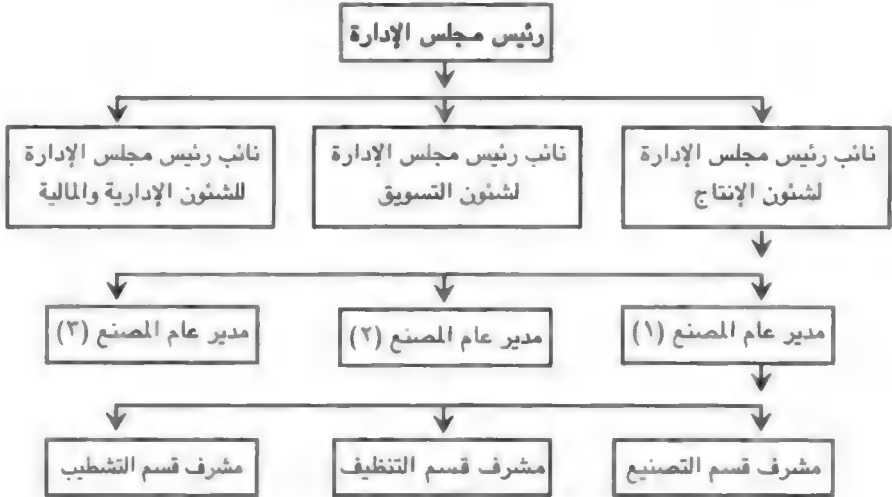 رئيس مجلس الإدارة
نائب رئيس مجلس الإدارة
لشئون الإنتاج
نائب رئيس مجلس الإدارة
لشئون التسويق
نائب رئيس مجلس الإدارة
للشئون الإدارية والمالية
مدير عام المصنع (١)
مدير عام المصنع (٢)
مدير عام المصنع (٣)
مشرف قسم التصنيع
مشرف قسم التنظيف
مشرف قسم التشطيب